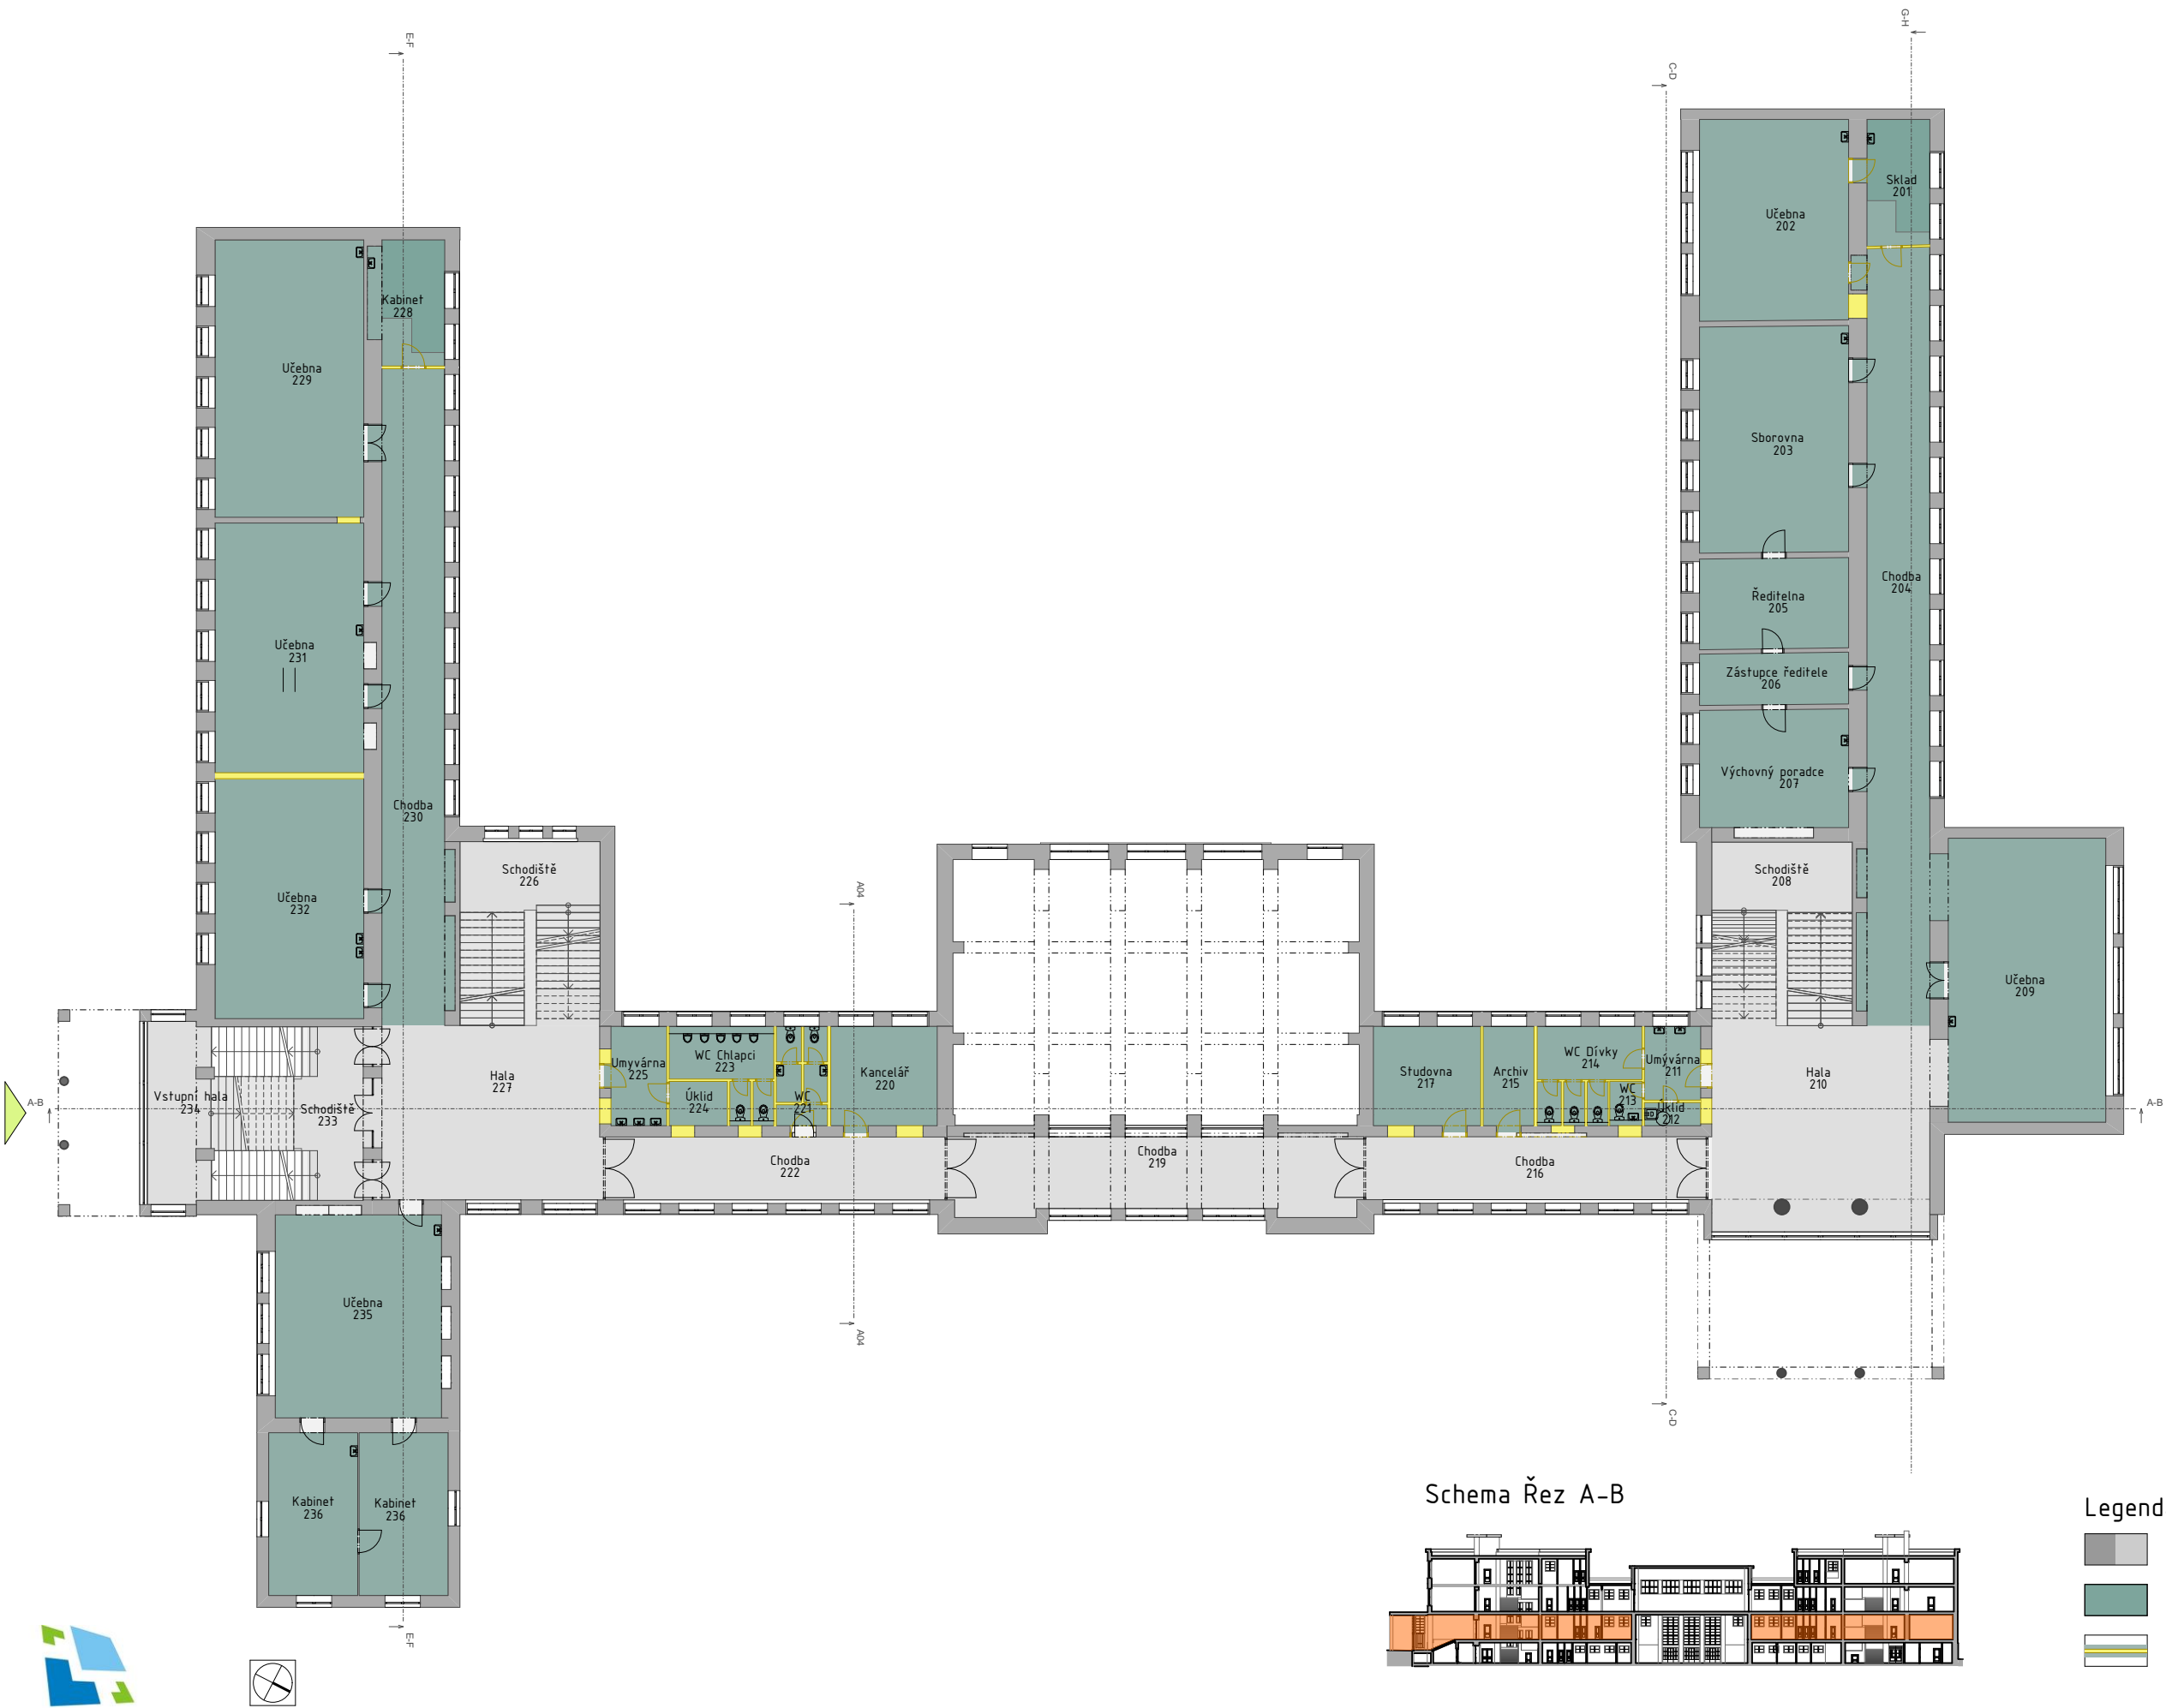 G-H
E-F
C-D
Sklad
201
Učebna
202
Kabinet
228
Učebna
229
Sborovna
203
Chodba
204
Ředitelna
205
Učebna
231
Zástupce ředitele
206
Výchovný poradce
207
Chodba
230
Schodiště
226
Schodiště
208
A04
Učebna
232
Učebna
209
Umyvárna
225
WC Chlapci
223
Úklid
224
WC
221
Kancelář
220
Studovna
217
Archiv
215
WC Dívky
214
WC
213
Umývárna
211
Úklid
212
Hala
227
Hala
210
A-B
Vstupní hala
234
Schodiště
233
A-B
Chodba
222
Chodba
219
Chodba
216
Učebna
235
A04
C-D
Kabinet
236
Kabinet
236
Schema Řez A-B
Legend
E-F